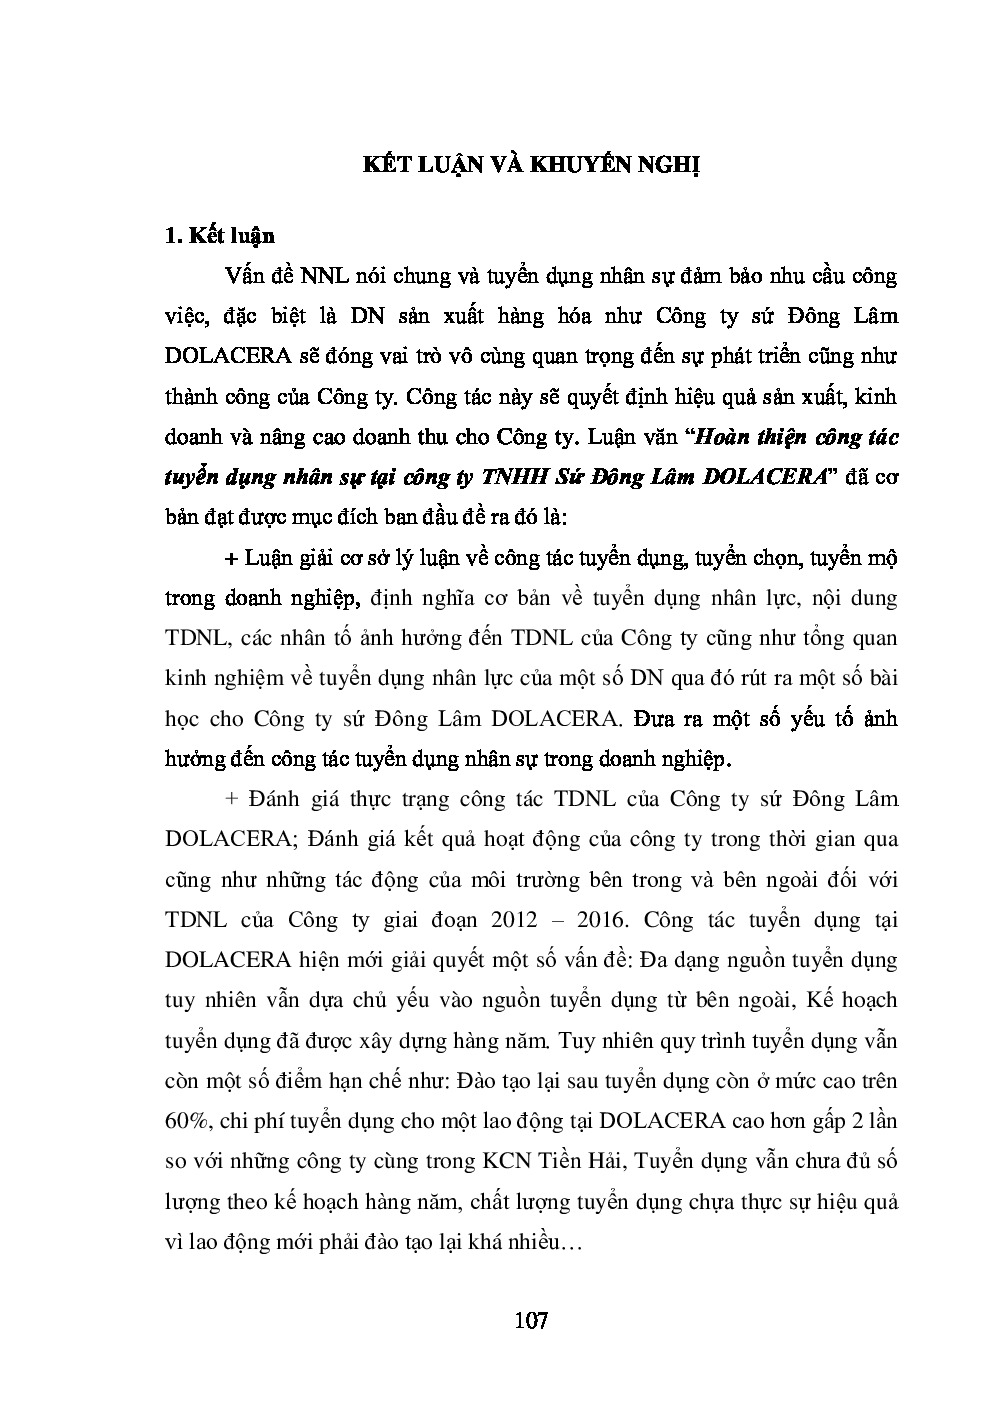 KẾT LUẬN VÀ KHUYẾN NGHỊ
1. Kết luận
Vấn đề NNL nói chung và tuyển dụng nhân sự đảm bảo nhu cầu công
việc, đặc biệt là DN sản xuất hàng hóa như Công ty sứ Đông Lâm
DOLACERA sẽ đóng vai trò vô cùng quan trọng đến sự phát triển cũng như
thành công của Công ty. Công tác này sẽ quyết định hiệu quả sản xuất, kinh
doanh và nâng cao doanh thu cho Công ty. Luận văn “Hoàn thiện công tác
tuyển dụng nhân sự tại công ty TNHH Sứ Đông Lâm DOLACERA” đã cơ
bản đạt được mục đích ban đầu đề ra đó là:
+ Luận giải cơ sở lý luận về công tác tuyển dụng, tuyển chọn, tuyển mộ
trong doanh nghiệp, định nghĩa cơ bản về tuyển dụng nhân lực, nội dung
TDNL, các nhân tố ảnh hưởng đến TDNL của Công ty cũng như tổng quan
kinh nghiệm về tuyển dụng nhân lực của một số DN qua đó rút ra một số bài
học cho Công ty sứ Đông Lâm DOLACERA. Đưa ra một số yếu tố ảnh
hưởng đến công tác tuyển dụng nhân sự trong doanh nghiệp.
+ Đánh giá thực trạng công tác TDNL của Công ty sứ Đông Lâm
DOLACERA; Đánh giá kết quả hoạt động của công ty trong thời gian qua
cũng như những tác động của môi trường bên trong và bên ngoài đối với
TDNL của Công ty giai đoạn 2012 – 2016. Công tác tuyển dụng tại
DOLACERA hiện mới giải quyết một số vấn đề: Đa dạng nguồn tuyển dụng
tuy nhiên vẫn dựa chủ yếu vào nguồn tuyển dụng từ bên ngoài, Kế hoạch
tuyển dụng đã được xây dựng hàng năm. Tuy nhiên quy trình tuyển dụng vẫn
còn một số điểm hạn chế như: Đào tạo lại sau tuyển dụng còn ở mức cao trên
60%, chi phí tuyển dụng cho một lao động tại DOLACERA cao hơn gấp 2 lần
so với những công ty cùng trong KCN Tiền Hải, Tuyển dụng vẫn chưa đủ số
lượng theo kế hoạch hàng năm, chất lượng tuyển dụng chựa thực sự hiệu quả
vì lao động mới phải đào tạo lại khá nhiều…
107